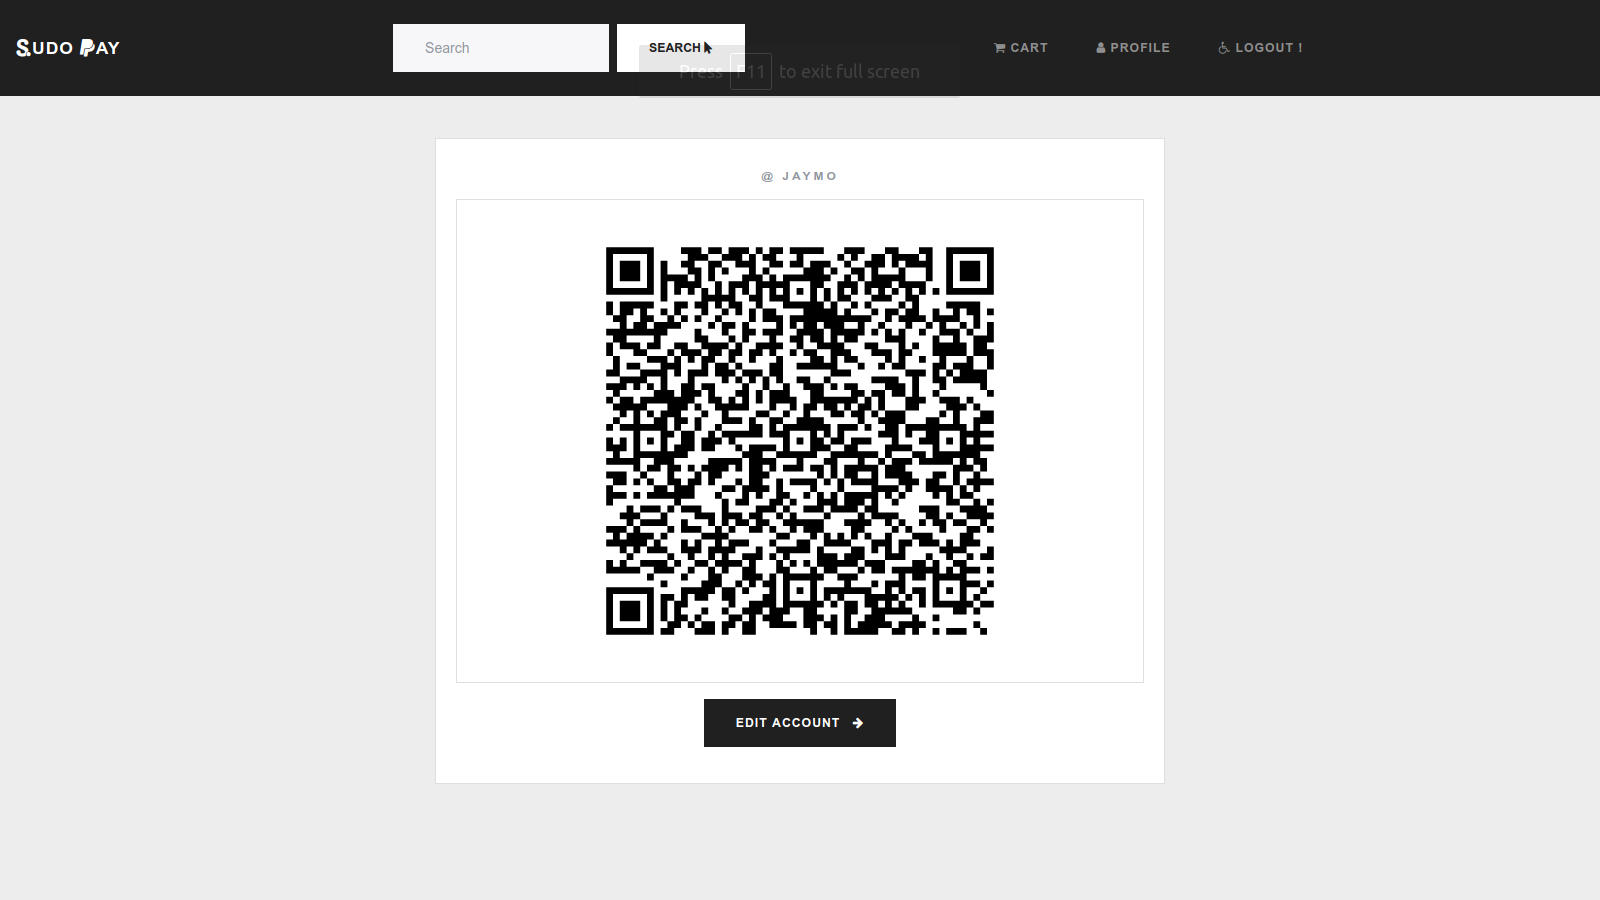 SUDO PAY
Search
SEARCH
CART
PROFILE
LOGOUT !
Press F11 to exit full screen
@ JAYMO
EDIT ACCOUNT